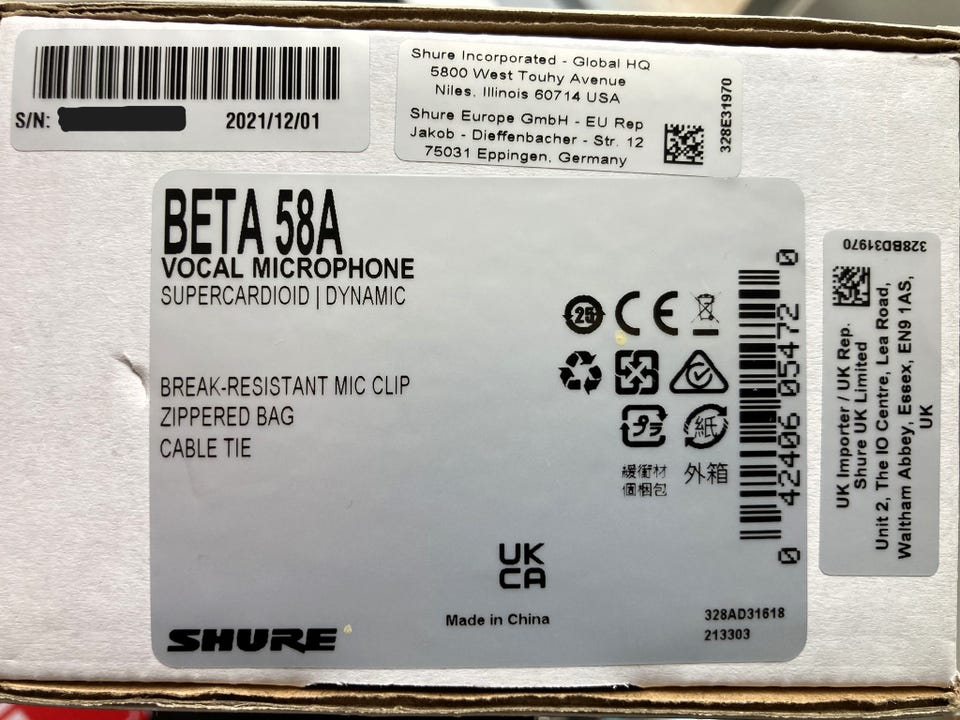 S/N:
2021/12/01
Shure Incorporated - Global HQ
5800 West Touhy Avenue
Niles, Illinois 60714 USA
Shure Europe GmbH - EU Rep
Jakob - Dieffenbacher - Str. 12
75031 Eppingen, Germany
328E31970
BETA 58A
VOCAL MICROPHONE
SUPERCARDIOID | DYNAMIC
BREAK-RESISTANT MIC CLIP
ZIPPERED BAG
CABLE TIE
25
CE
プラ
紙
緩衝材
個梱包
外箱
0 42406 05472 0
UK
CA
Made in China
SHURE
328AD31618
213303
328BD31970
UK Importer / UK Rep.
Shure UK Limited
Unit 2, The IO Centre, Lea Road,
Waltham Abbey, Essex, EN9 1AS,
UK